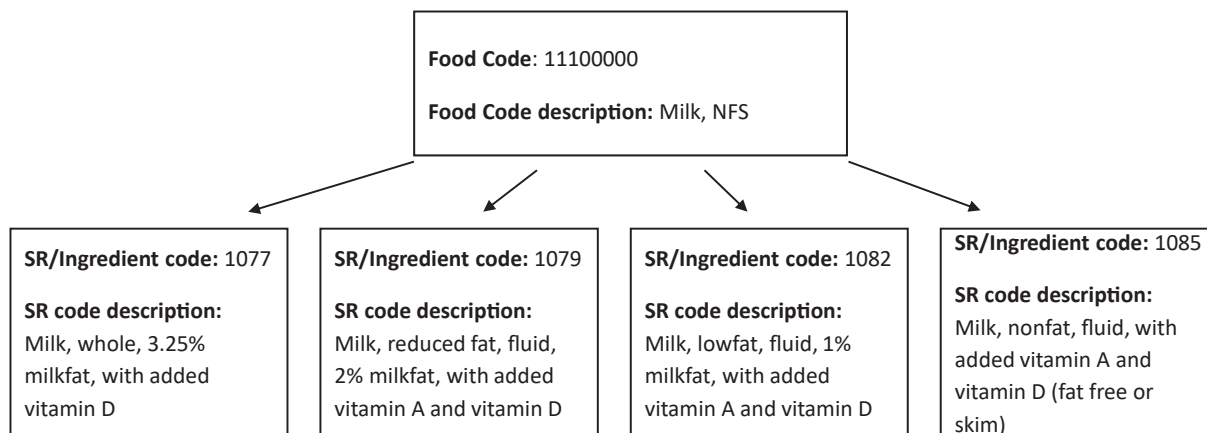 Food Code: 11100000
Food Code description: Milk, NFS
SR/Ingredient code: 1077
SR code description:
Milk, whole, 3.25%
milkfat, with added
vitamin D
SR/Ingredient code: 1079
SR code description:
Milk, reduced fat, fluid,
2% milkfat, with added
vitamin A and vitamin D
SR/Ingredient code: 1082
SR code description:
Milk, lowfat, fluid, 1%
milkfat, with added
vitamin A and vitamin D
SR/Ingredient code: 1085
SR code description:
Milk, nonfat, fluid, with
added vitamin A and
vitamin D (fat free or
skim)